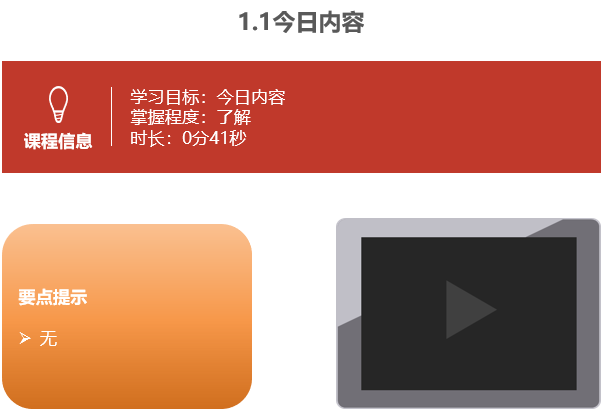 1.1今日内容
课程信息
学习目标：今日内容
掌握程度：了解
时长：0分41秒
要点提示
➢ 无